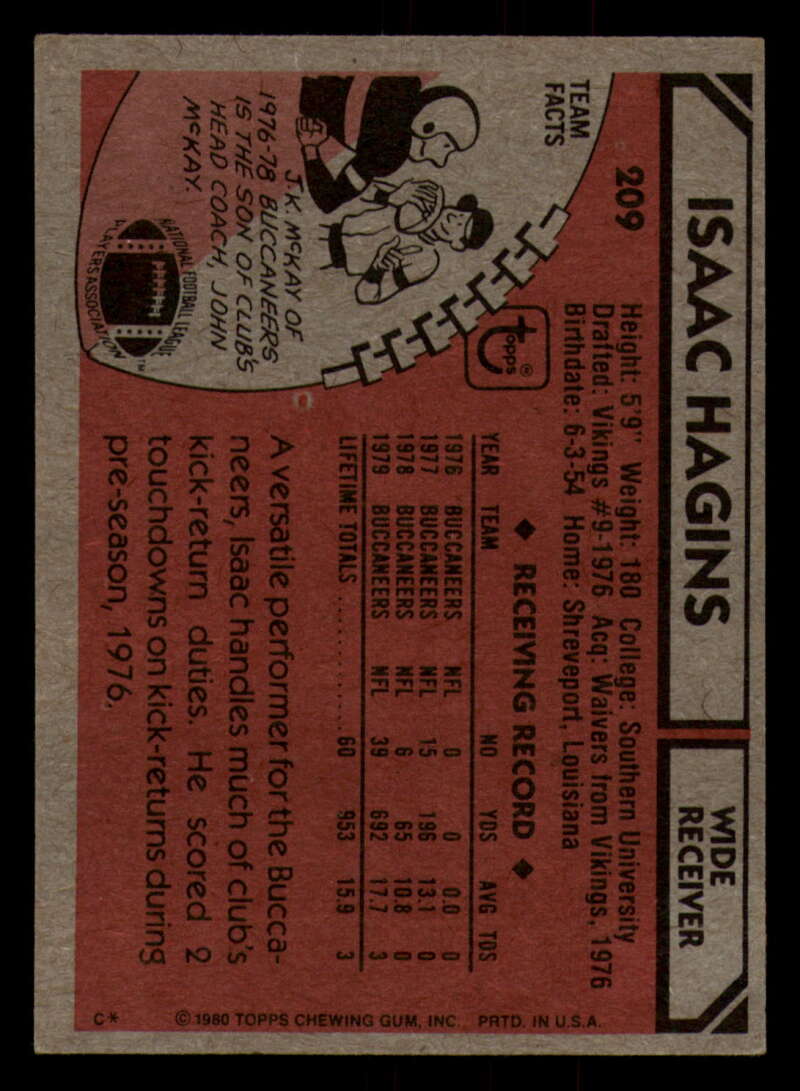 ISAAC HAGINS
WIDE
RECEIVER
209
Height: 5'9" Weight: 180 College: Southern University
Drafted: Vikings #9-1976 Acq: Waivers from Vikings, 1976
Birthdate: 6-3-54 Home: Shreveport, Louisiana
TEAM
FACTS
topps®
◆ RECEIVING RECORD ◆
YEAR TEAM NO YDS AVG TDS
1976 BUCCANEERS NFL 0 0 0.0 0
1977 BUCCANEERS NFL 15 196 13.1 0
1978 BUCCANEERS NFL 6 65 10.8 0
1979 BUCCANEERS NFL 39 692 17.7 3
LIFETIME TOTALS 60 953 15.9 3
J.K. McKAY OF
1976-78 BUCCANEERS
IS THE SON OF CLUB'S
HEAD COACH, JOHN
McKAY.
NATIONAL FOOTBALL LEAGUE
PLAYERS ASSOCIATION
™
A versatile performer for the Bucca-
neers, Isaac handles much of club's
kick-return duties. He scored 2
touchdowns on kick-returns during
pre-season, 1976.
C* © 1980 TOPPS CHEWING GUM, INC. PRTD. IN U.S.A.